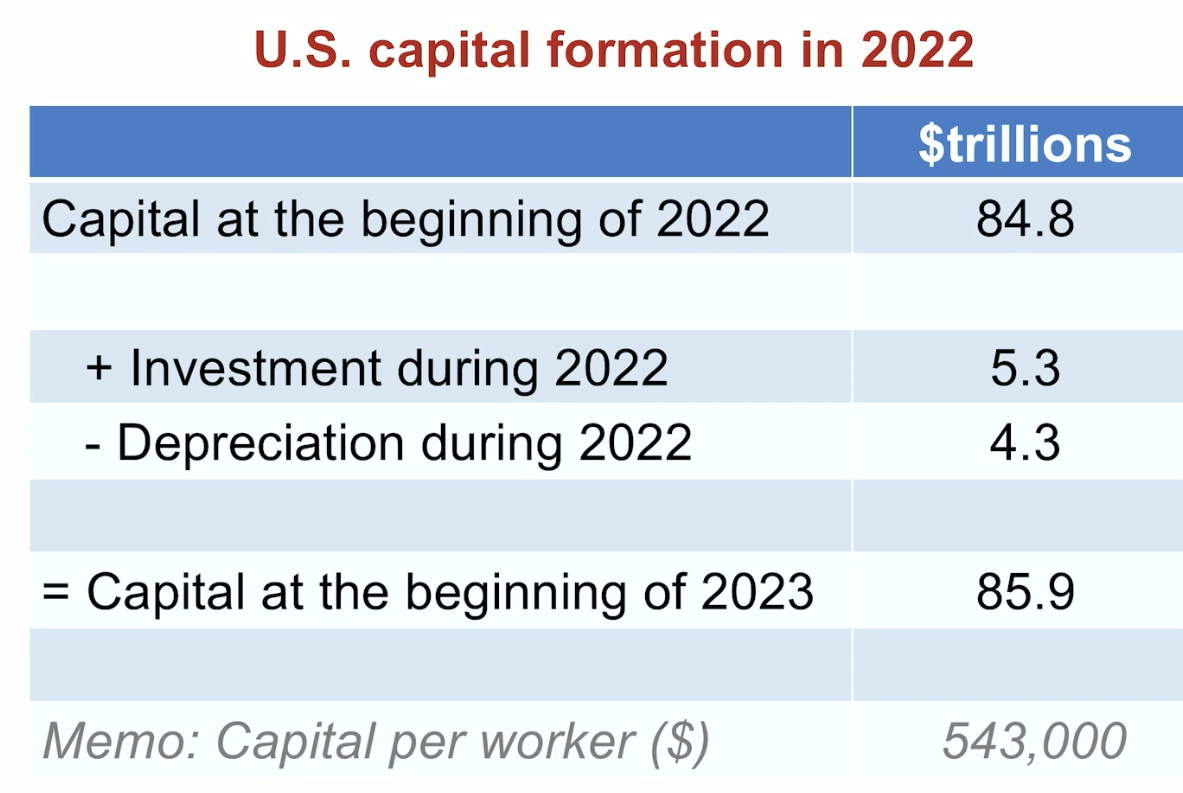 U.S. capital formation in 2022
$trillions
Capital at the beginning of 2022 84.8
+ Investment during 2022 5.3
- Depreciation during 2022 4.3
= Capital at the beginning of 2023 85.9
Memo: Capital per worker ($) 543,000